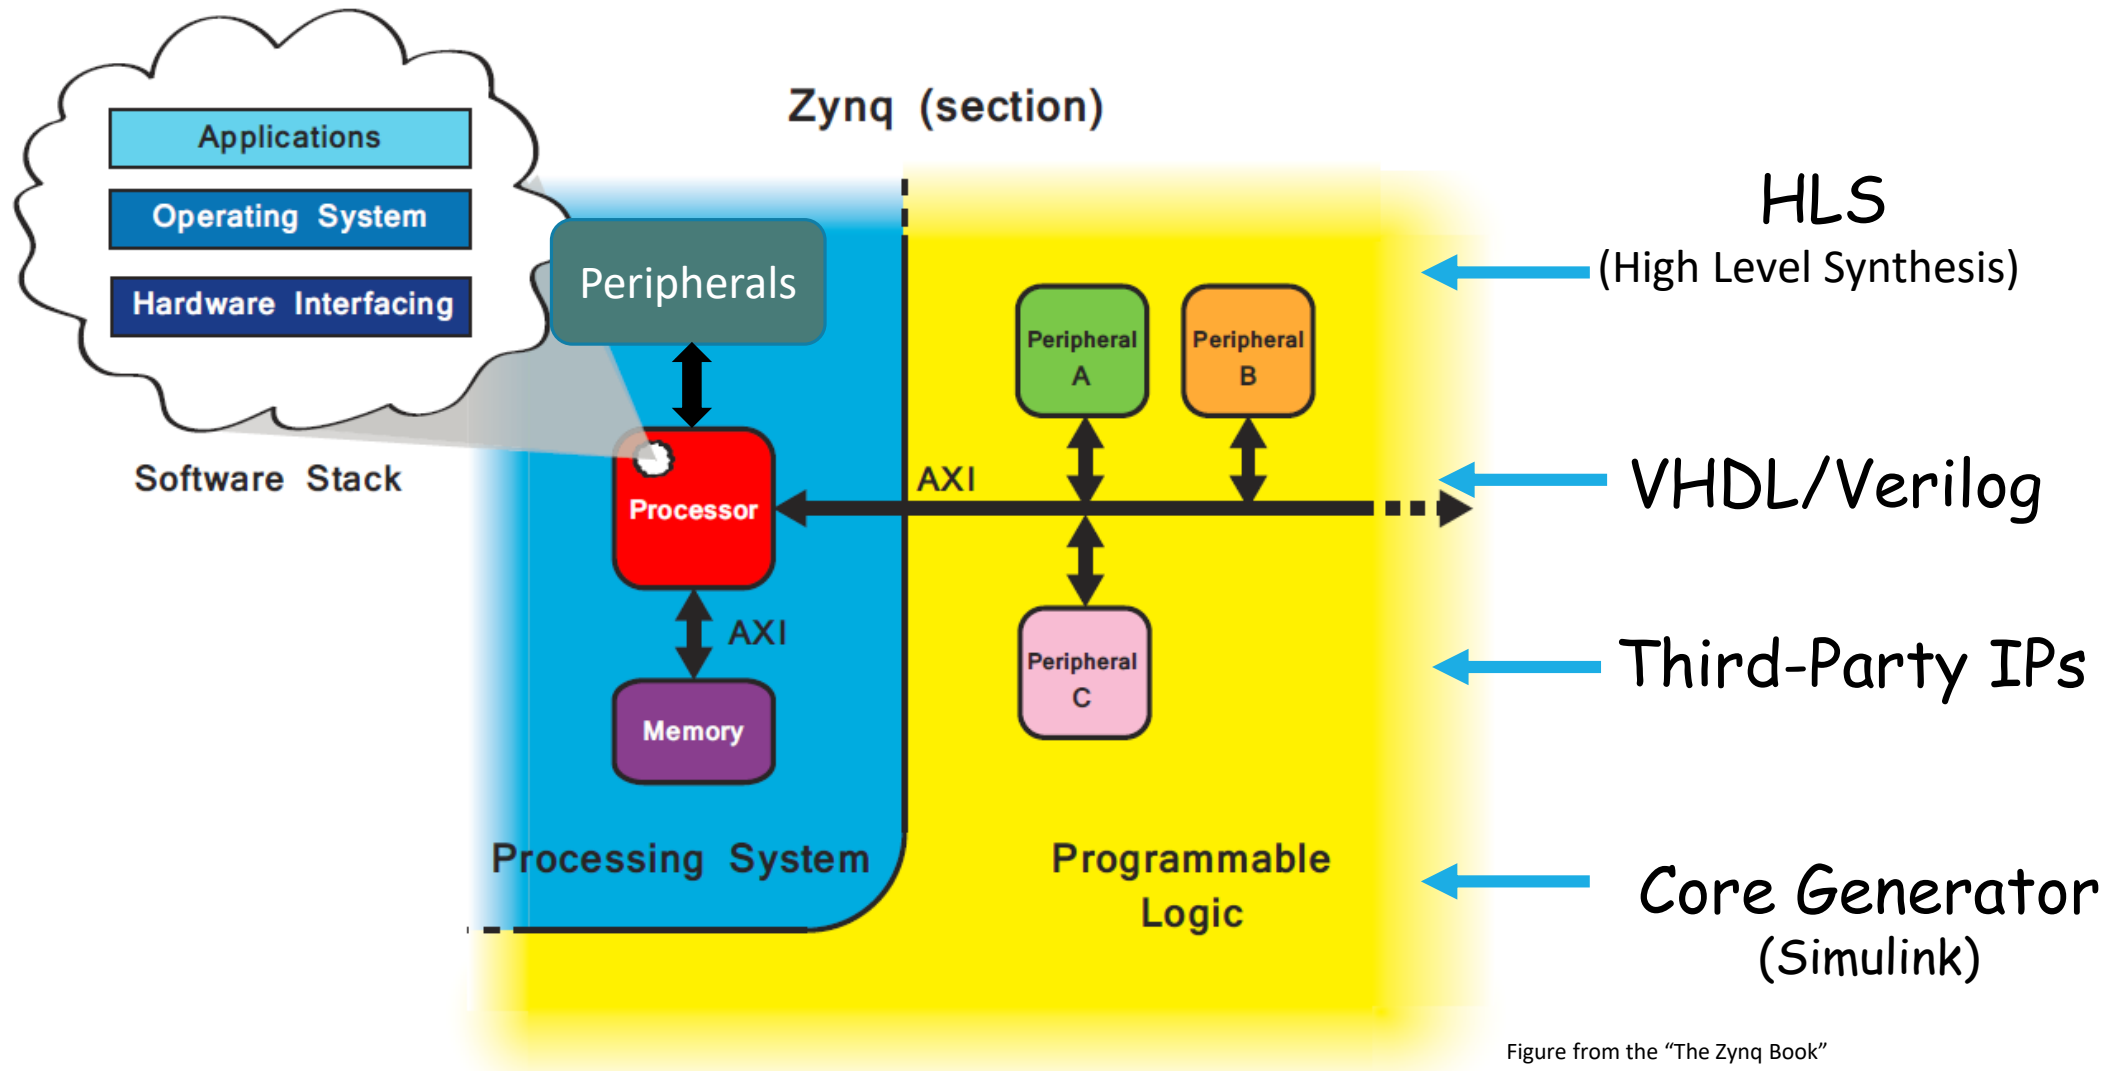 Zynq (section)
Applications
Operating System
Hardware Interfacing
Software Stack
Peripherals
Processor
AXI
Memory
Processing System
AXI
Peripheral
A
Peripheral
B
Peripheral
C
Programmable
Logic
HLS
(High Level Synthesis)
VHDL/Verilog
Third-Party IPs
Core Generator
(Simulink)
Figure from the “The Zynq Book”